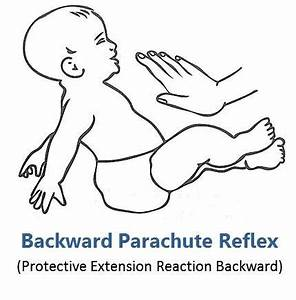 Backward Parachute Reflex
(Protective Extension Reaction Backward)